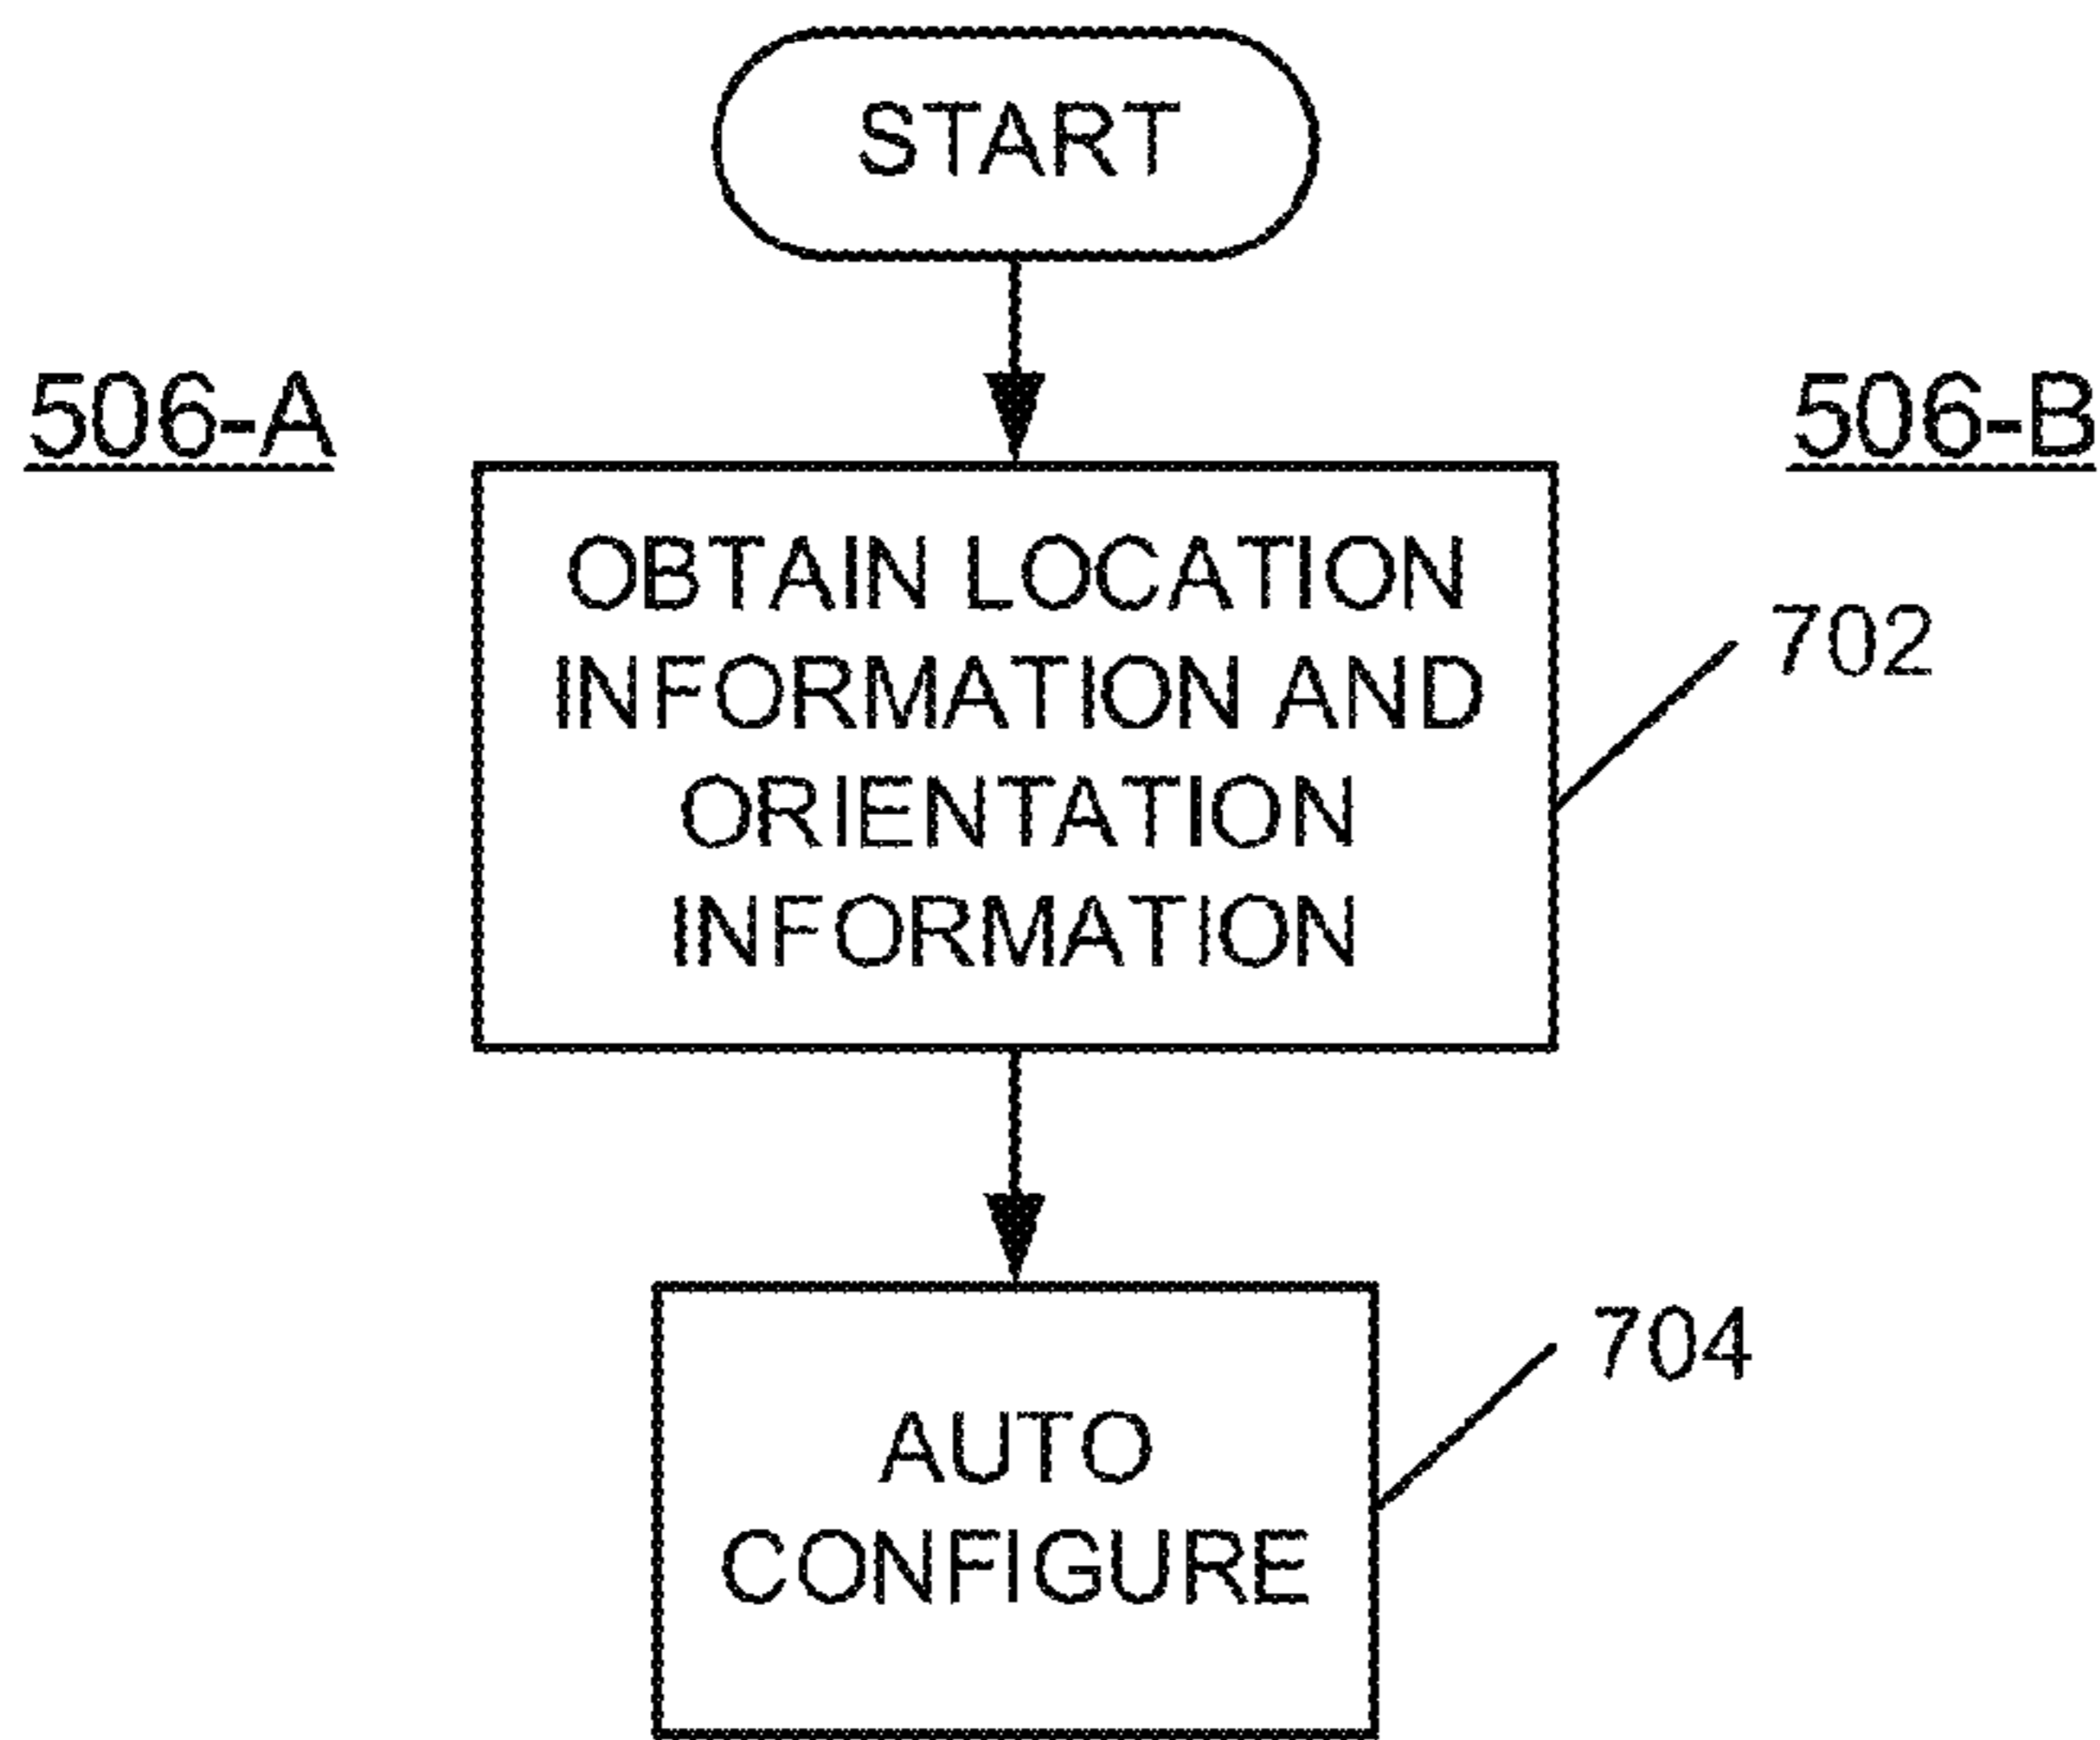 START
506-A
506-B
OBTAIN LOCATION
INFORMATION AND
ORIENTATION
INFORMATION
702
AUTO
CONFIGURE
704